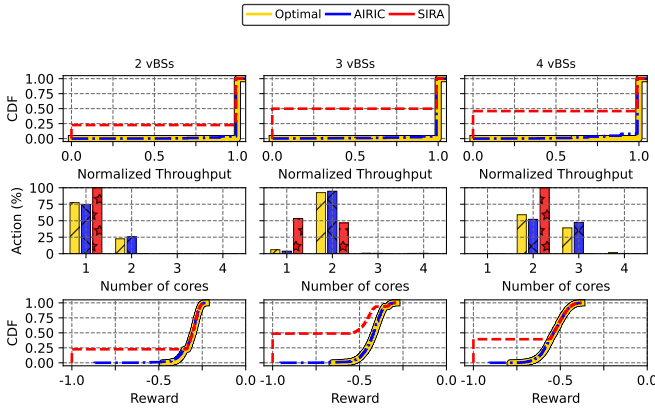 Optimal AIRIC SIRA
2 vBSs 3 vBSs 4 vBSs
CDF
1.00
0.75
0.50
0.25
0.00
0.0 0.5 1.0 0.0 0.5 1.0 0.0 0.5 1.0
Normalized Throughput Normalized Throughput Normalized Throughput
Action (%)
100
75
50
25
0
1 2 3 4 1 2 3 4 1 2 3 4
Number of cores Number of cores Number of cores
CDF
1.00
0.75
0.50
0.25
0.00
-1.0 -0.5 0.0 -1.0 -0.5 0.0 -1.0 -0.5 0.0
Reward Reward Reward